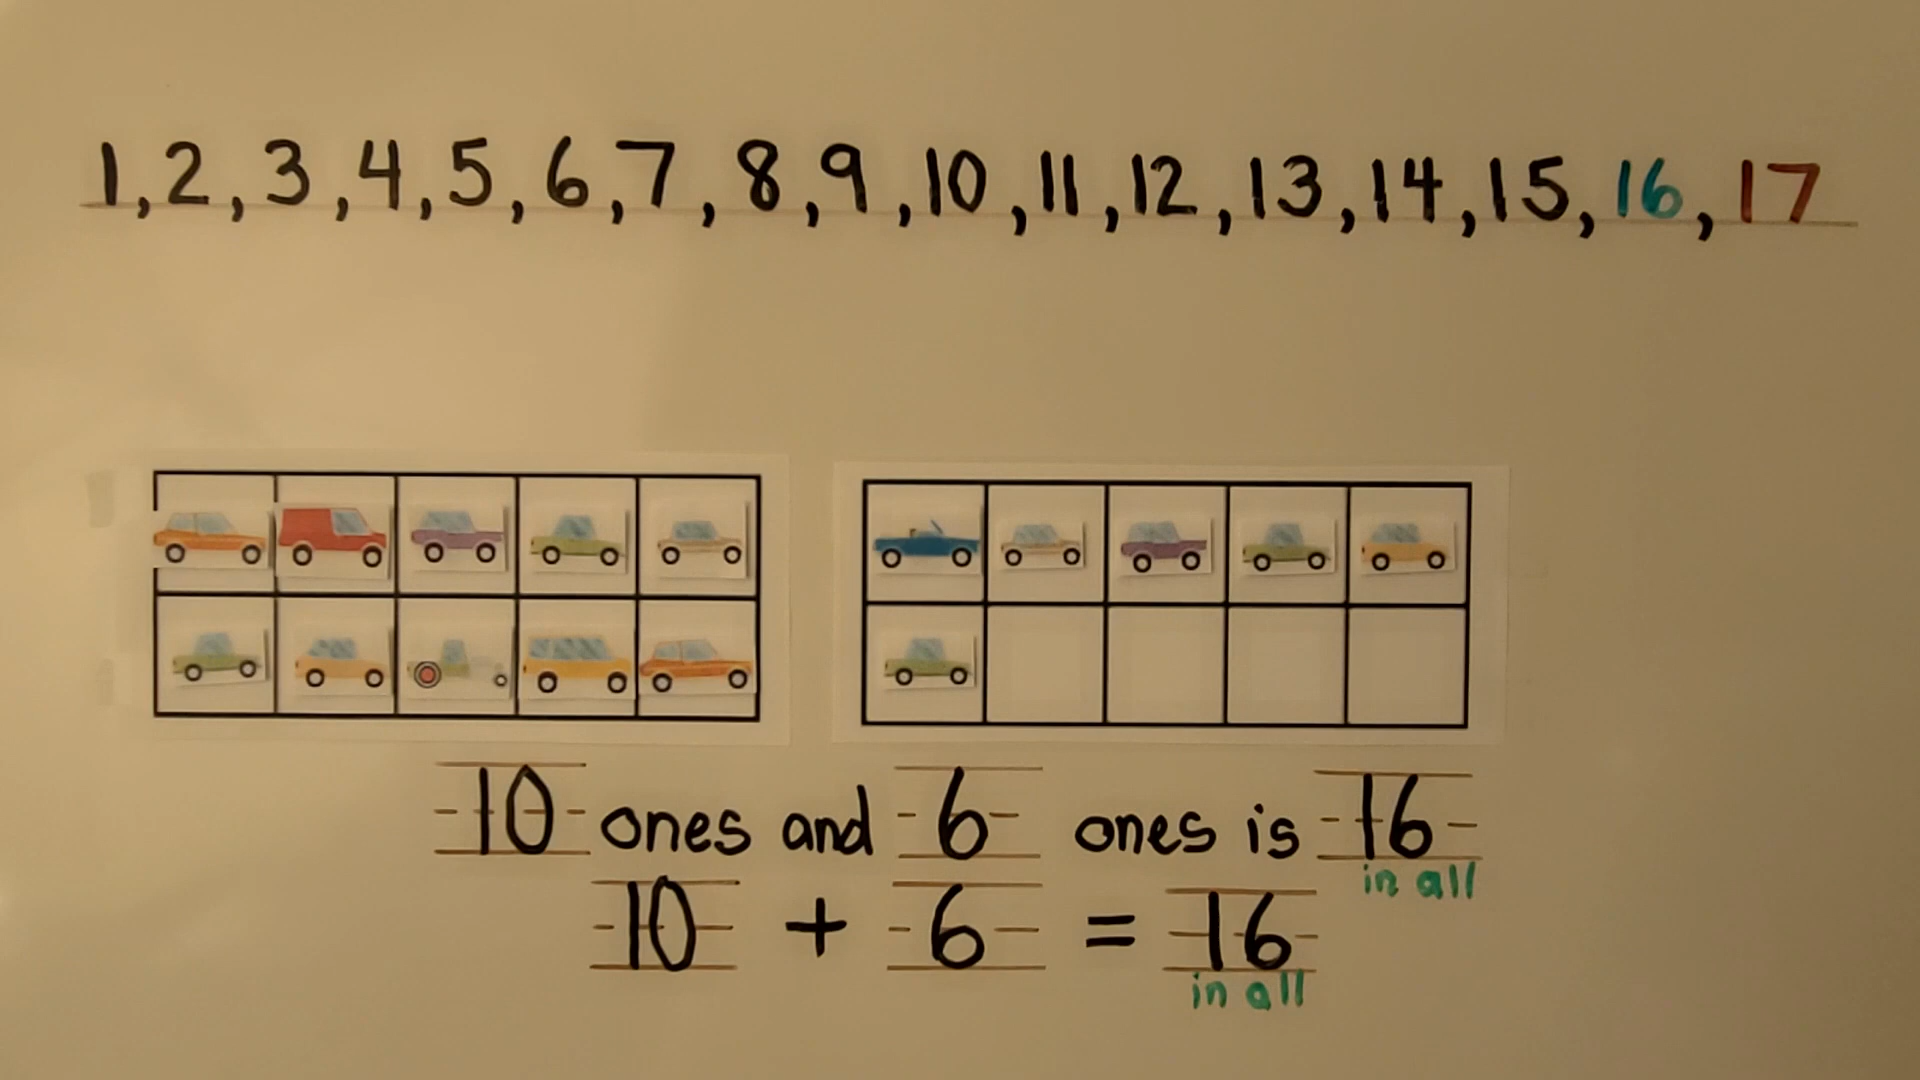 1, 2, 3, 4, 5, 6, 7, 8, 9, 10, 11, 12, 13, 14, 15, 16, 17
10 ones and 6 ones is 16
in all
10 + 6 = 16
in all